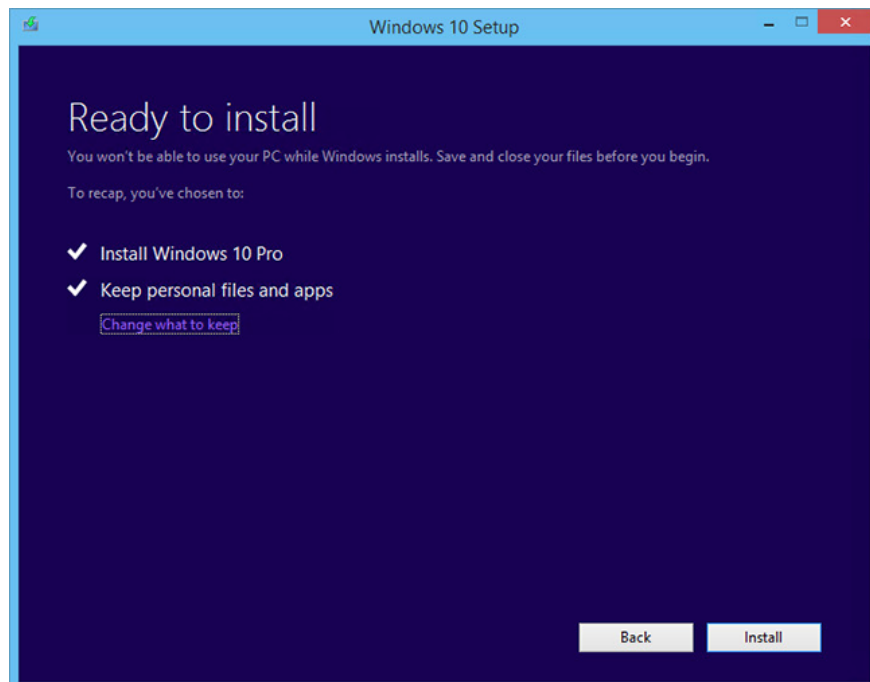 Windows 10 Setup
Ready to install
You won't be able to use your PC while Windows installs. Save and close your files before you begin.
To recap, you've chosen to:
Install Windows 10 Pro
Keep personal files and apps
Change what to keep
Back
Install